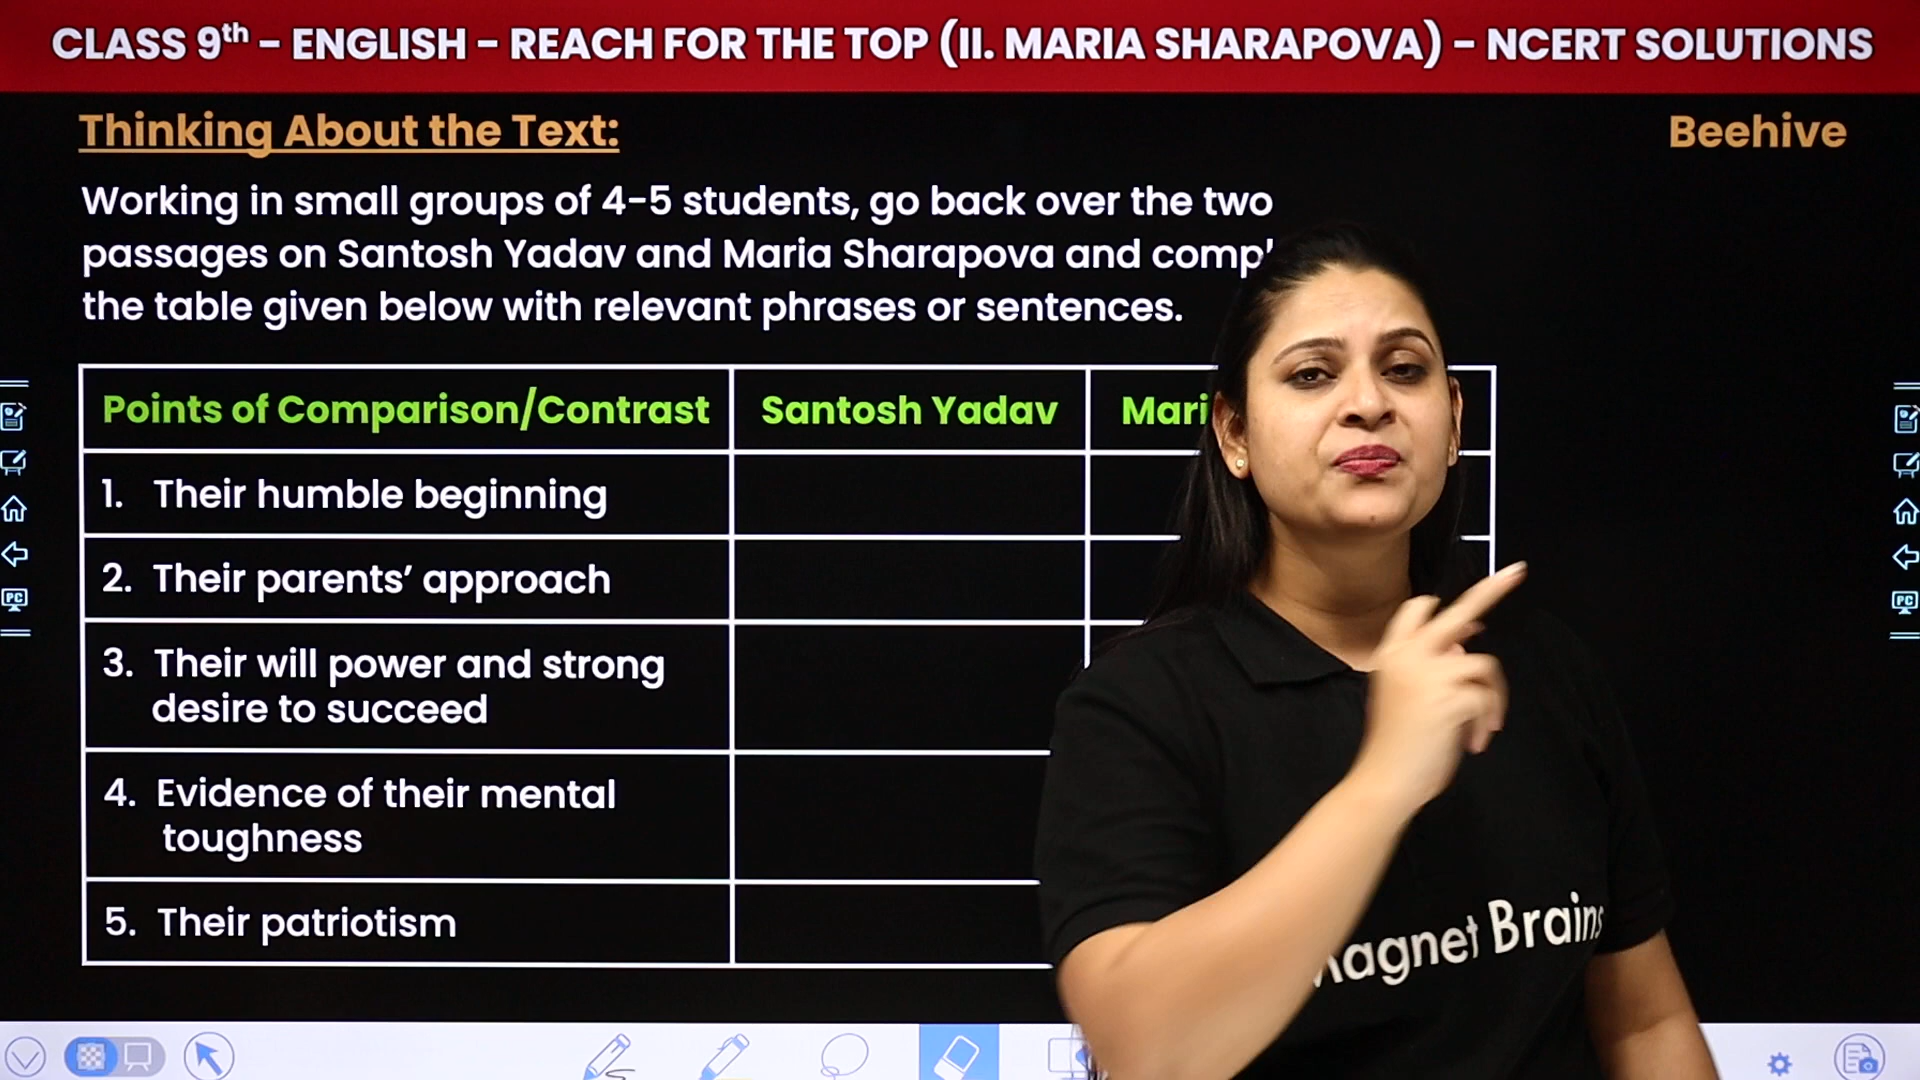 CLASS 9th - ENGLISH - REACH FOR THE TOP (II. MARIA SHARAPOVA) - NCERT SOLUTIONS
Thinking About the Text:
Beehive
Working in small groups of 4-5 students, go back over the two
passages on Santosh Yadav and Maria Sharapova and
the table given below with relevant phrases or sentences.
Points of Comparison/Contrast
Santosh Yadav
1. Their humble beginning
2. Their parents' approach
3. Their will power and strong
desire to succeed
4. Evidence of their mental
toughness
5. Their patriotism
Brains
PC
PC